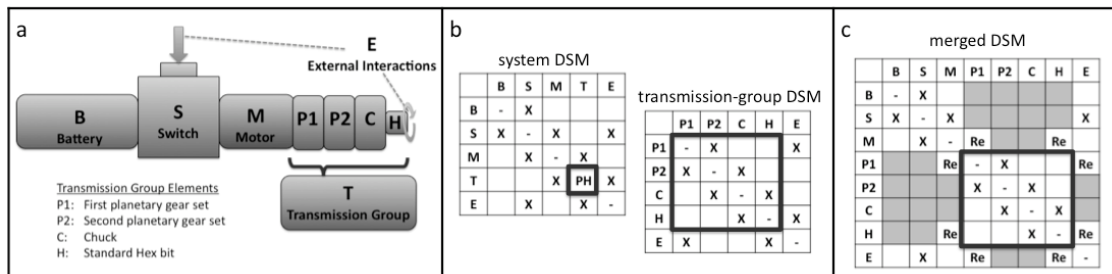 a
E
External Interactions
B
Battery
S
Switch
M
Motor
P1 P2 C H
T
Transmission Group
Transmission Group Elements
P1: First planetary gear set
P2: Second planetary gear set
C: Chuck
H: Standard Hex bit
b
system DSM
B S M T E
B - X
S X - X X
M X - X
T X PH X
E X X -
transmission-group DSM
P1 P2 C H E
P1 - X X
P2 X - X
C X - X
H X - X
E X X -
c
merged DSM
B S M P1 P2 C H E
B - X
S X - X X
M X - Re Re
P1 Re - X Re
P2 X - X
C X - X
H Re X - Re
E X Re Re -